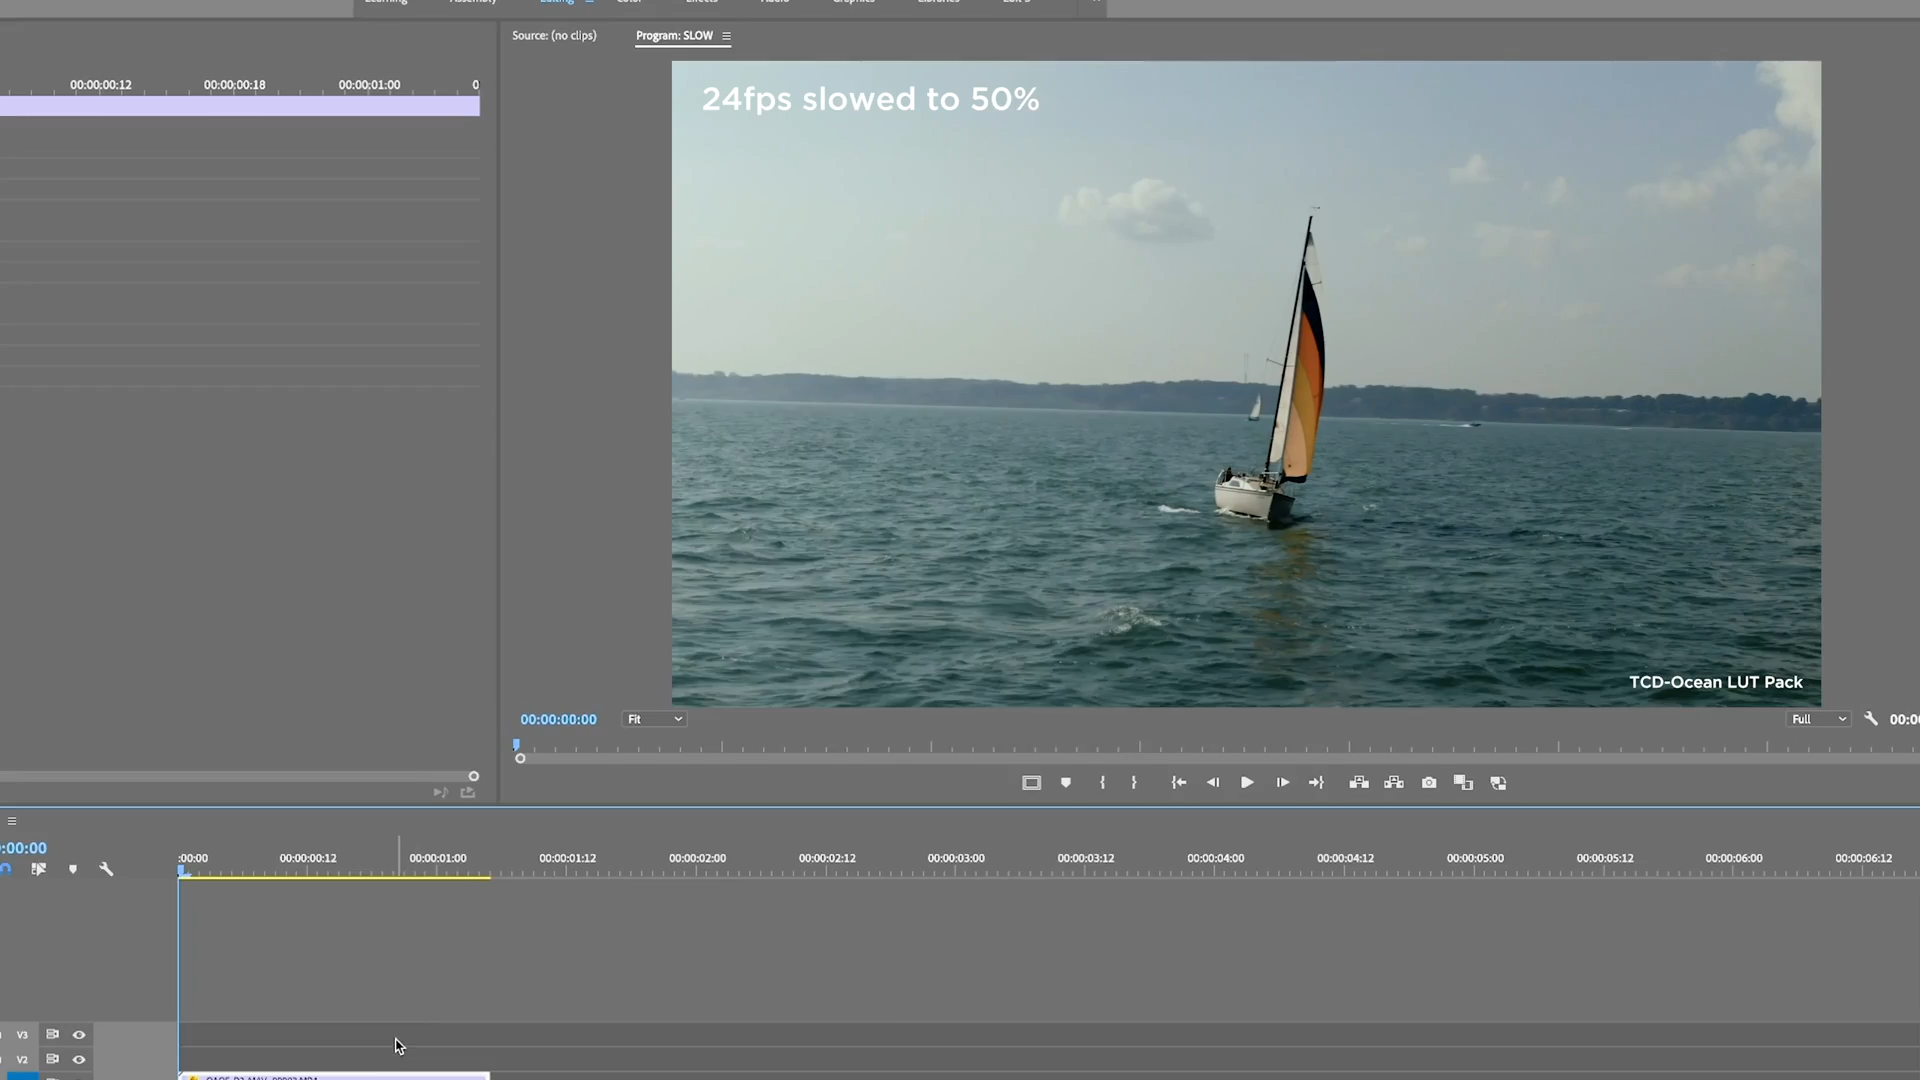 Learning Assembly Editing Color Effects Audio Graphics Libraries
Source: (no clips) Program: SLOW
00:00:00:12 00:00:00:18 00:00:01:00 0
24fps slowed to 50%
TCD-Ocean LUT Pack
00:00:00:00 Fit Full 00:00
:00:00
:00:00 00:00:00:12 00:00:01:00 00:00:01:12 00:00:02:00 00:00:02:12 00:00:03:00 00:00:03:12 00:00:04:00 00:00:04:12 00:00:05:00 00:00:05:12 00:00:06:00 00:00:06:12
V3
V2